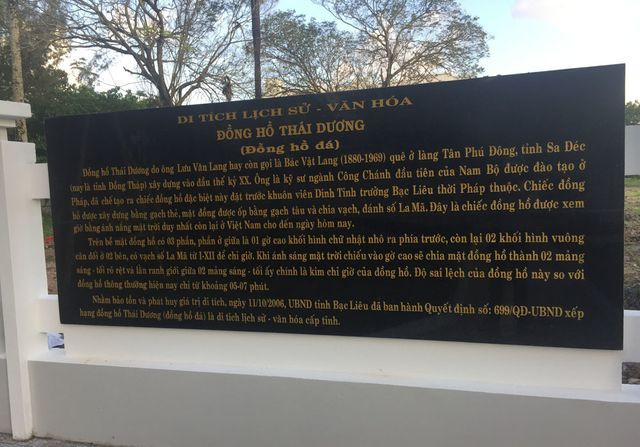 DI TÍCH LỊCH SỬ - VĂN HÓA
ĐỒNG HỒ THÁI DƯƠNG
(Đồng hồ đá)
Đồng hồ Thái Dương do ông Lưu Văn Lang hay còn gọi là Bác Vật Lang (1880-1969) quê ở làng Tân Phú Đông, tỉnh Sa Đéc
(nay là tỉnh Đồng Tháp) xây dựng vào đầu thế kỷ XX. Ông là kỹ sư ngành Công Chánh đầu tiên của Nam Bộ được đào tạo ở
Pháp, đã chế tạo ra chiếc đồng hồ đặc biệt này đặt trước khuôn viên Dinh Tỉnh trưởng Bạc Liêu thời Pháp thuộc. Chiếc đồng
hồ được xây dựng bằng gạch thẻ, mặt đồng được ốp bằng gạch tàu và chia vạch, đánh số La Mã. Đây là chiếc đồng hồ được xem
giờ bằng ánh nắng mặt trời duy nhất còn lại ở Việt Nam cho đến ngày hôm nay.
Trên bề mặt đồng hồ có 03 phần, phần ở giữa là 01 gờ cao khối hình chữ nhật nhô ra phía trước, còn lại 02 khối hình vuông
cân đối ở 02 bên, có vạch số La Mã từ I-XII để chỉ giờ. Khi ánh sáng mặt trời chiếu vào gờ cao sẽ chia mặt đồng hồ thành 02 mảng
sáng - tối rõ rệt và lằn ranh giới giữa 02 mảng sáng - tối ấy chính là kim chỉ giờ của đồng hồ. Độ sai lệch của đồng hồ này so với
đồng hồ thông thường hiện nay chỉ từ khoảng 05-07 phút.
Nhằm bảo tồn và phát huy giá trị di tích, ngày 11/10/2006, UBND tỉnh Bạc Liêu đã ban hành Quyết định số: 699/QĐ-UBND xếp
hạng đồng hồ Thái Dương (đồng hồ đá) là di tích lịch sử - văn hóa cấp tỉnh.